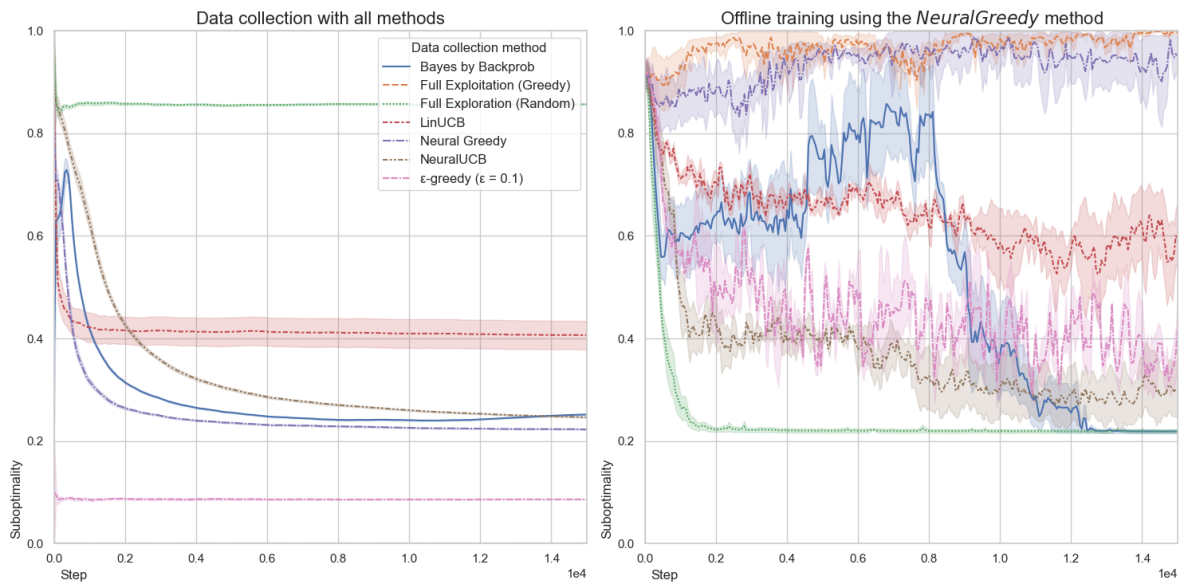 Data collection with all methods
1.0
0.8
0.6
0.4
0.2
0.0
Suboptimality
0.0
0.2
0.4
0.6
0.8
1.0
1.2
1.4
1e4
Step
Data collection method
Bayes by Backprob
Full Exploitation (Greedy)
Full Exploration (Random)
LinUCB
Neural Greedy
NeuralUCB
ε-greedy (ε = 0.1)
Offline training using the NeuralGreedy method
1.0
0.8
0.6
0.4
0.2
0.0
Suboptimality
0.0
0.2
0.4
0.6
0.8
1.0
1.2
1.4
1e4
Step